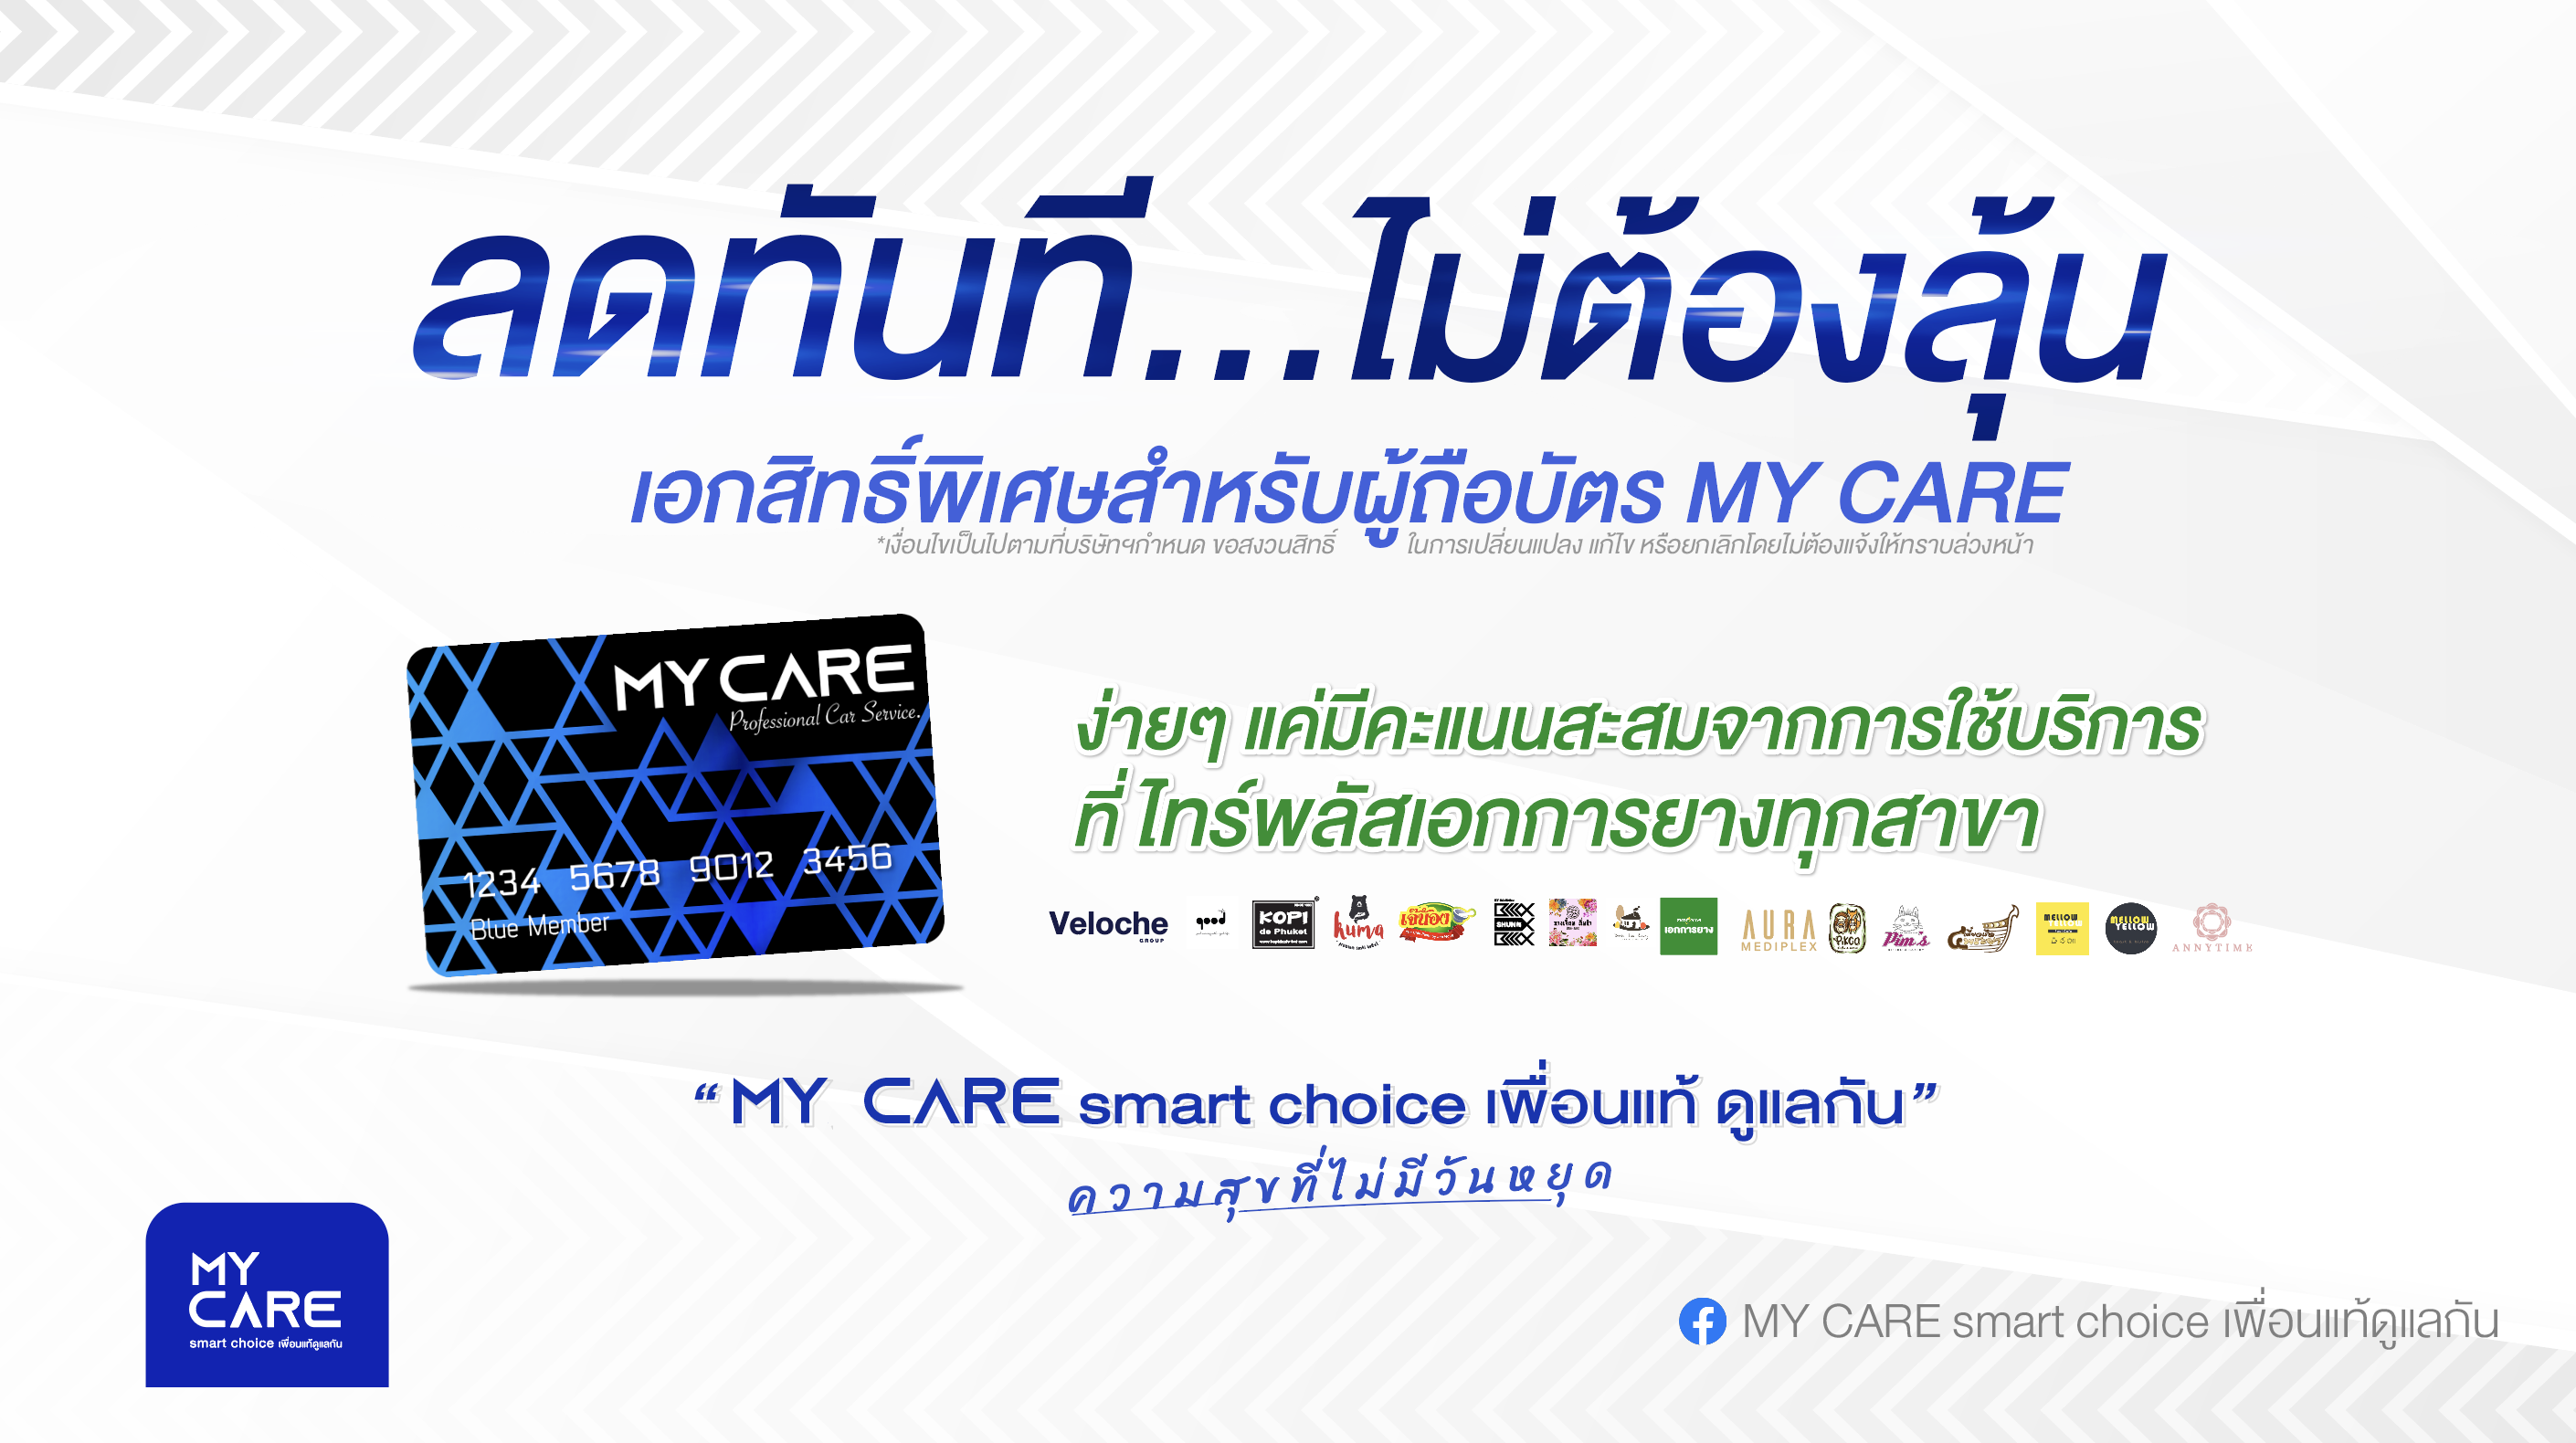 ลดทันที...ไม่ต้องลุ้น
เอกสิทธิ์พิเศษสำหรับผู้ถือบัตร MY CARE
*เงื่อนไขเป็นไปตามที่บริษัทฯกำหนด ขอสงวนสิทธิ์ ในการเปลี่ยนแปลง แก้ไข หรือยกเลิกโดยไม่ต้องแจ้งให้ทราบล่วงหน้า
MY CARE
Professional Car Service.
1234 5678 9012 3456
Blue Member
ง่ายๆ แค่มีคะแนนสะสมจากการใช้บริการ
ที่ ไทร์พลัสเอกการยางทุกสาขา
Veloche
GROUP
good
KOPI
de Phuket
kuma
เจ๊น้อง
SHUN
เอกการยาง
AURA
MEDIPLEX
Pim's
MELLOW
YELLOW
MELLOW
YELLOW
ANNYTIME
“ MY CARE smart choice เพื่อนแท้ ดูแลกัน”
ความสุขที่ไม่มีวันหยุด
MY
CARE
smart choice เพื่อนแท้ดูแลกัน
MY CARE smart choice เพื่อนแท้ดูแลกัน